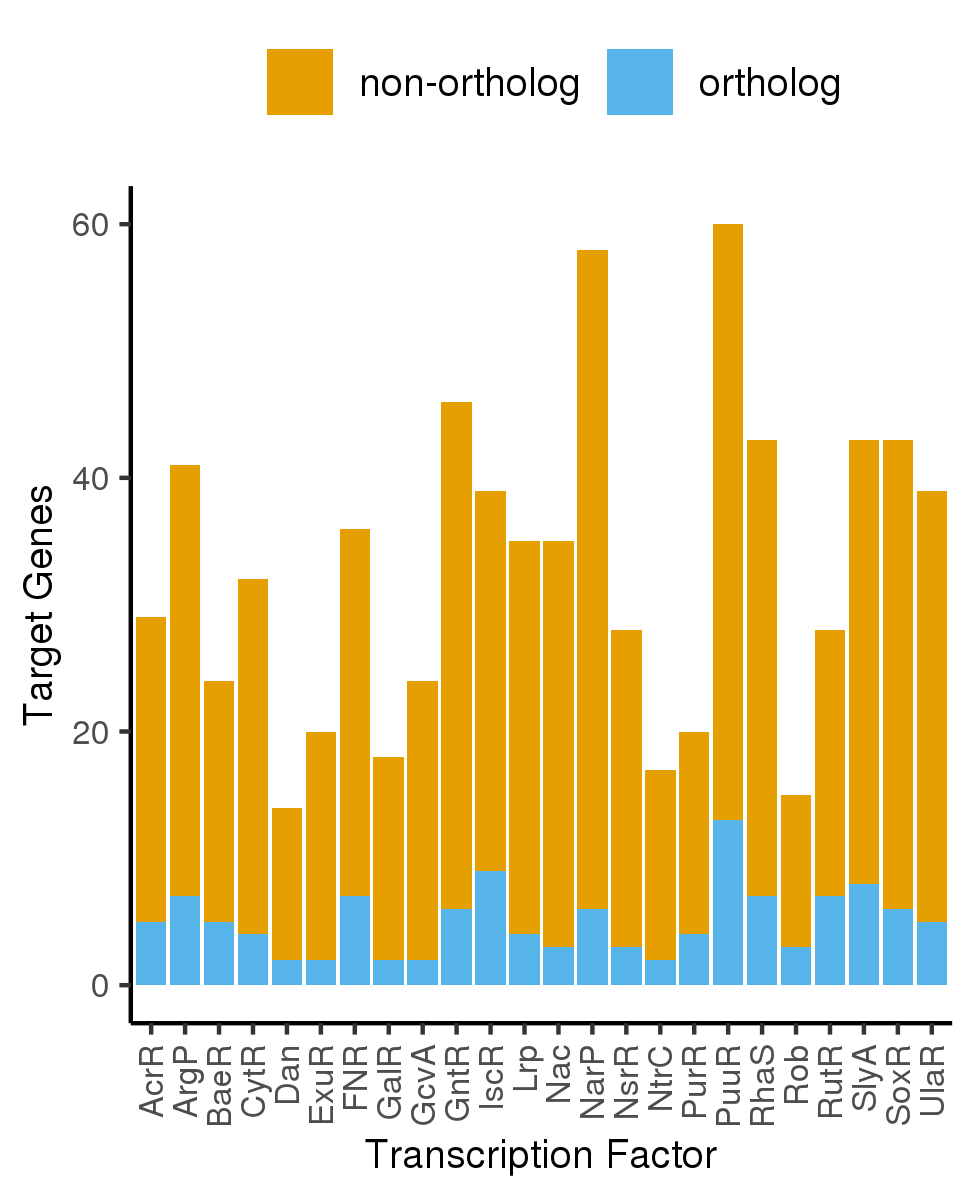 non-ortholog ortholog
Target Genes
60
40
20
0
AcrR ArgP BaeR CytR Dan ExuR FNR GalR GcvA GntR IscR Lrp Nac NarP NsrR NtrC PurR PuuR RhaS Rob RutR SlyA SoxR UlaR
Transcription Factor